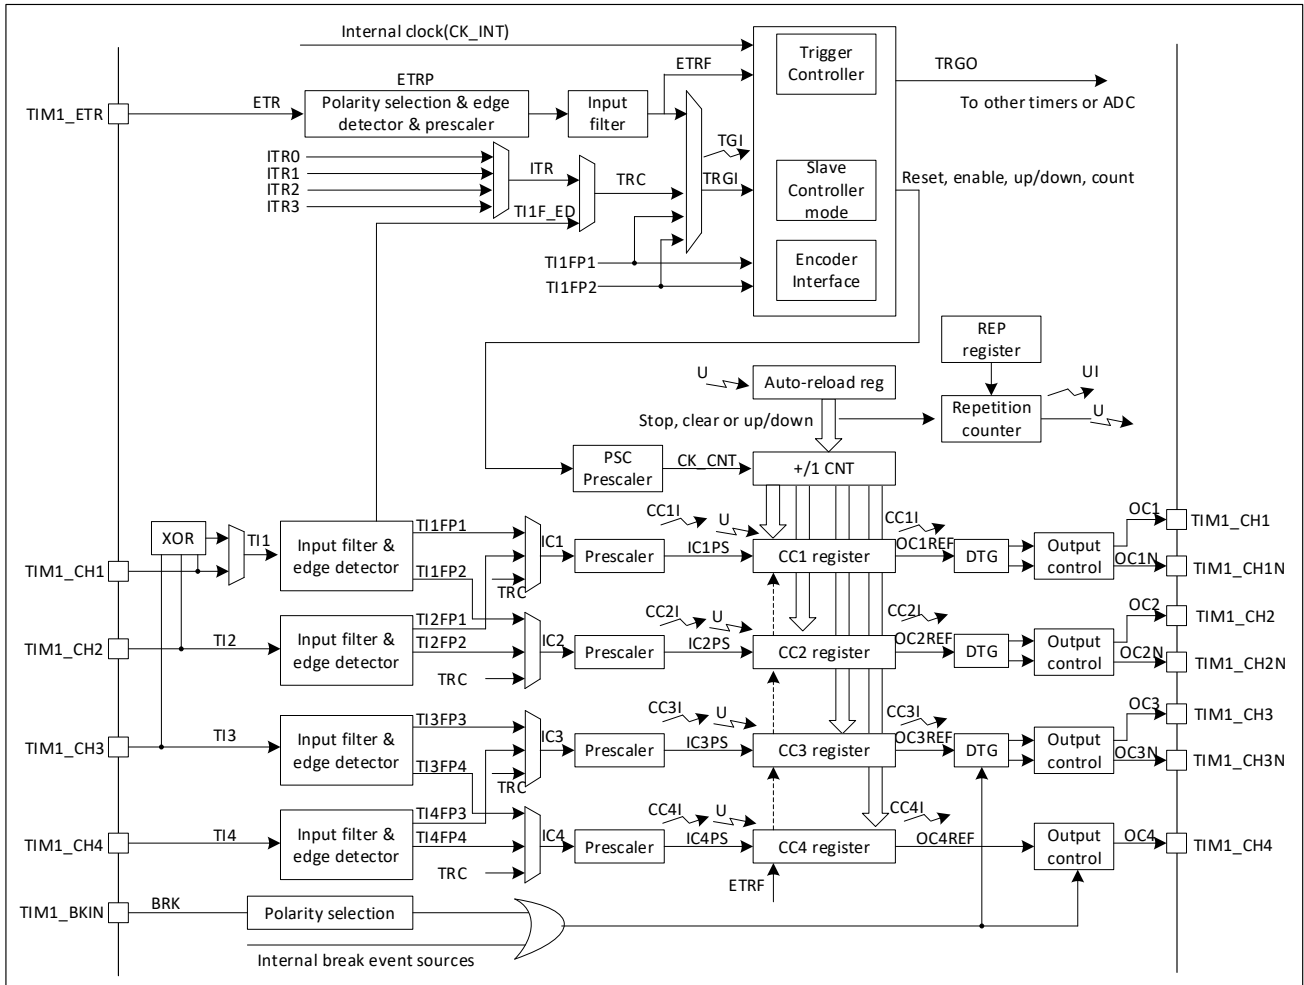 Internal clock(CK_INT)
Trigger
Controller
ETRF
TRGO
ETRP
TIM1_ETR
ETR
Polarity selection & edge
detector & prescaler
Input
filter
To other timers or ADC
TGI
ITR0
ITR1
ITR2
ITR3
ITR
TRC
TRGI
Slave
Controller
mode
Reset, enable, up/down, count
TI1F_ED
TI1FP1
TI1FP2
Encoder
Interface
REP
register
U
Auto-reload reg
UI
Stop, clear or up/down
Repetition
counter
U
PSC
Prescaler
CK_CNT
+/1 CNT
XOR
TI1
Input filter &
edge detector
TI1FP1
TI1FP2
IC1
TRC
Prescaler
CC1I
U
IC1PS
CC1 register
CC1I
OC1REF
DTG
Output
control
OC1
OC1N
TIM1_CH1
TIM1_CH1N
TIM1_CH1
TIM1_CH2
TI2
Input filter &
edge detector
TI2FP1
TI2FP2
TRC
IC2
Prescaler
CC2I
U
IC2PS
CC2 register
CC2I
OC2REF
DTG
Output
control
OC2
OC2N
TIM1_CH2
TIM1_CH2N
TIM1_CH3
TI3
Input filter &
edge detector
TI3FP3
TI3FP4
IC3
TRC
Prescaler
CC3I
U
IC3PS
CC3 register
CC3I
OC3REF
DTG
Output
control
OC3
OC3N
TIM1_CH3
TIM1_CH3N
TIM1_CH4
TI4
Input filter &
edge detector
TI4FP3
TI4FP4
TRC
IC4
Prescaler
CC4I
U
IC4PS
CC4 register
CC4I
OC4REF
Output
control
OC4
TIM1_CH4
ETRF
TIM1_BKIN
BRK
Polarity selection
Internal break event sources